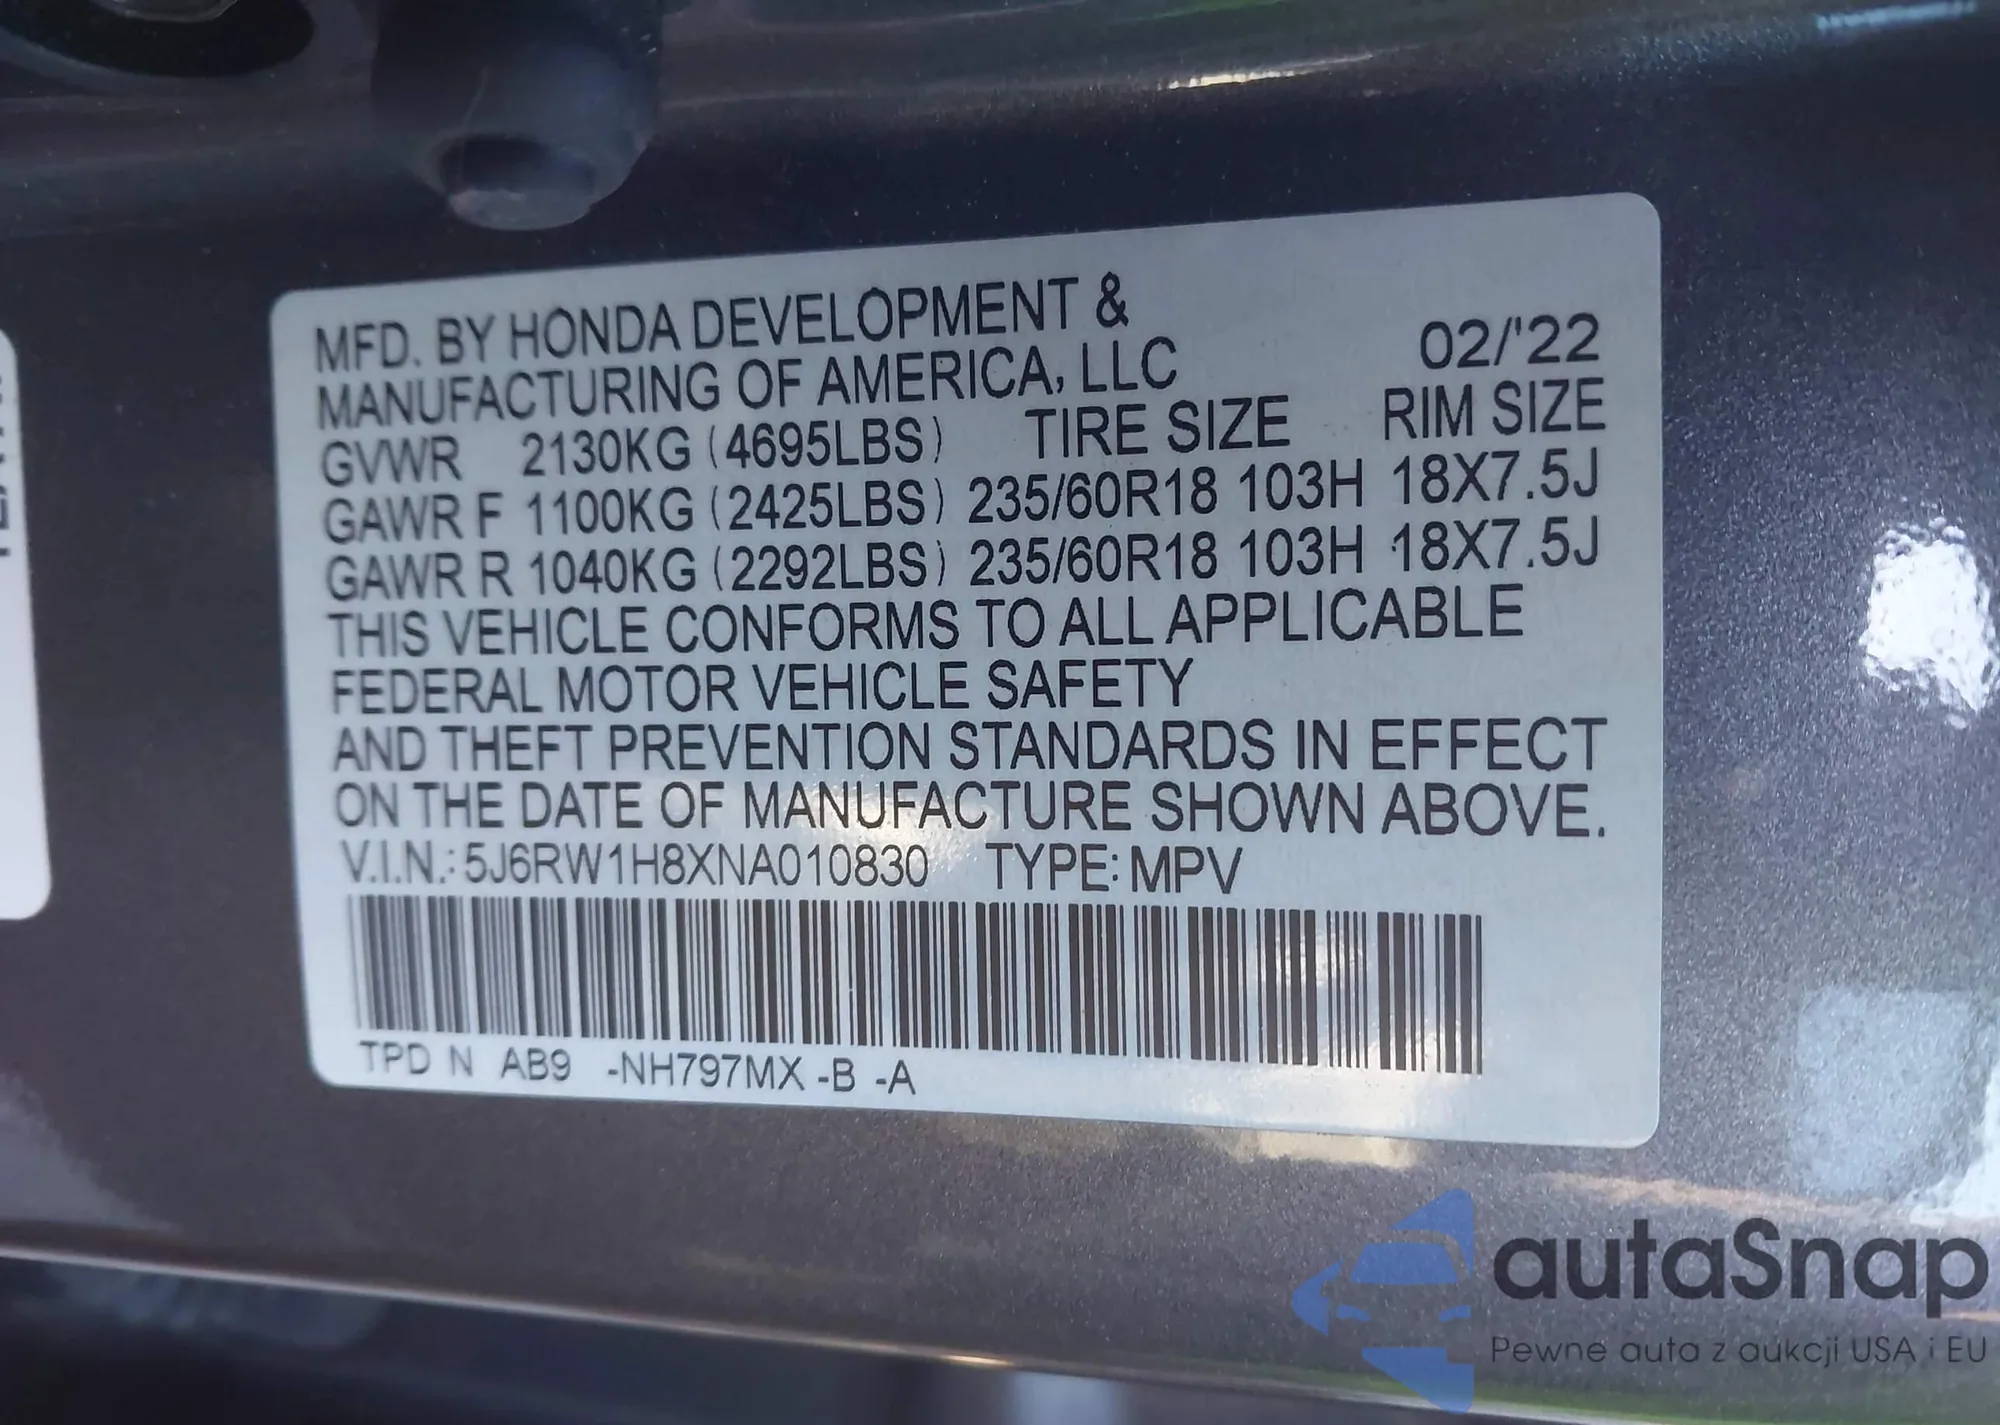 MFD. BY HONDA DEVELOPMENT &
MANUFACTURING OF AMERICA, LLC 02/'22
GVWR 2130KG (4695LBS) TIRE SIZE RIM SIZE
GAWR F 1100KG (2425LBS) 235/60R18 103H 18X7.5J
GAWR R 1040KG (2292LBS) 235/60R18 103H 18X7.5J
THIS VEHICLE CONFORMS TO ALL APPLICABLE
FEDERAL MOTOR VEHICLE SAFETY
AND THEFT PREVENTION STANDARDS IN EFFECT
ON THE DATE OF MANUFACTURE SHOWN ABOVE.
V.I.N.: 5J6RW1H8XNA010830 TYPE: MPV
TPD N AB9 -NH797MX -B -A
autaSnap
Pewne auta z aukcji USA i EU